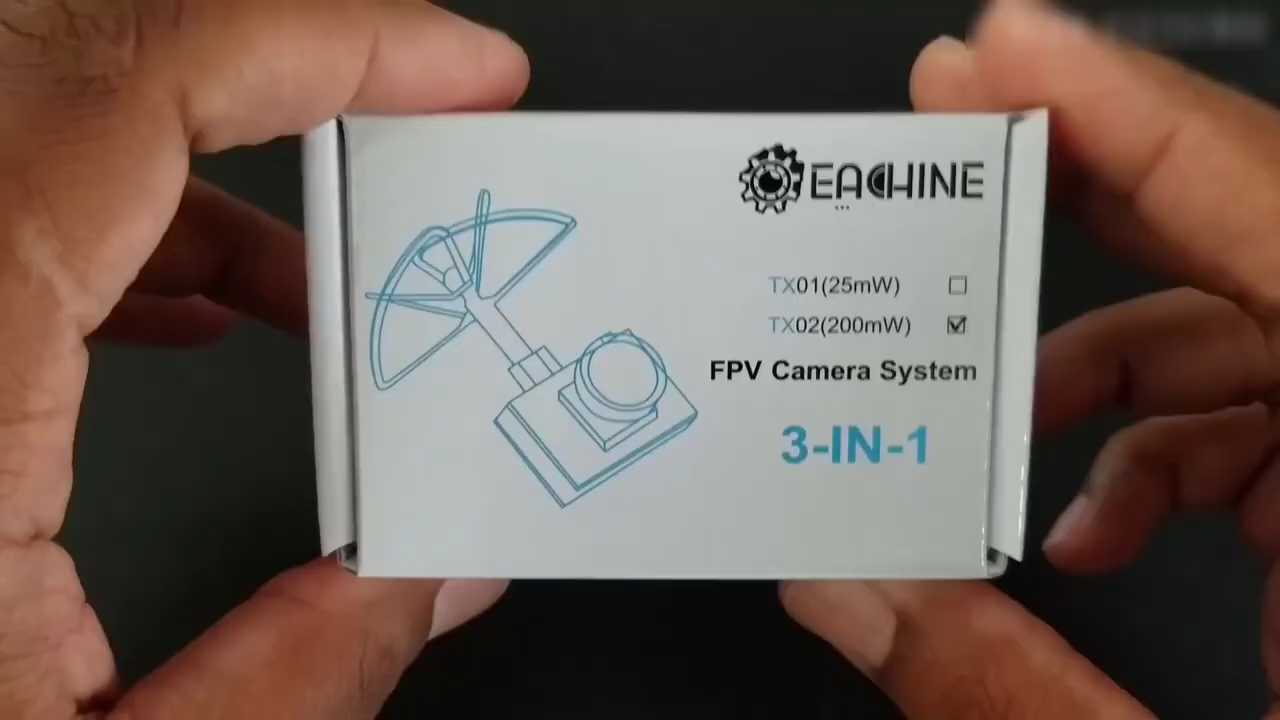 EACHINE
TX01(25mW)
TX02(200mW)
FPV Camera System
3-IN-1